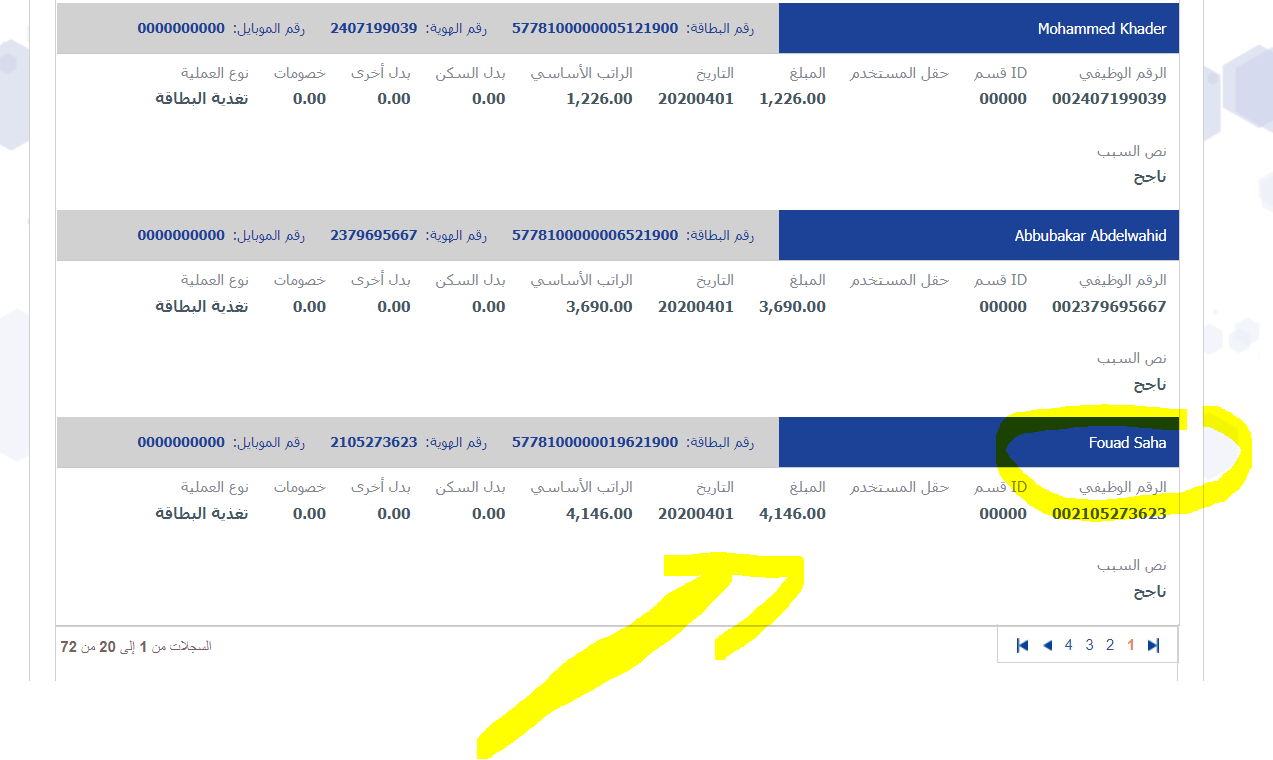 Mohammed Khader رقم البطاقة: 5778100000005121900 رقم الهوية: 2407199039 رقم الموبايل: 0000000000
الرقم الوظيفي ID قسم حقل المستخدم المبلغ التاريخ الراتب الأساسي بدل السكن بدل أخرى خصومات نوع العملية
002407199039 00000 1,226.00 20200401 1,226.00 0.00 0.00 0.00 تغذية البطاقة
نص السبب
ناجح
Abbubakar Abdelwahid رقم البطاقة: 5778100000006521900 رقم الهوية: 2379695667 رقم الموبايل: 0000000000
الرقم الوظيفي ID قسم حقل المستخدم المبلغ التاريخ الراتب الأساسي بدل السكن بدل أخرى خصومات نوع العملية
002379695667 00000 3,690.00 20200401 3,690.00 0.00 0.00 0.00 تغذية البطاقة
نص السبب
ناجح
Fouad Saha رقم البطاقة: 5778100000019621900 رقم الهوية: 2105273623 رقم الموبايل: 0000000000
الرقم الوظيفي ID قسم حقل المستخدم المبلغ التاريخ الراتب الأساسي بدل السكن بدل أخرى خصومات نوع العملية
002105273623 00000 4,146.00 20200401 4,146.00 0.00 0.00 0.00 تغذية البطاقة
نص السبب
ناجح
1 2 3 4 السجلات من 1 إلى 20 من 72